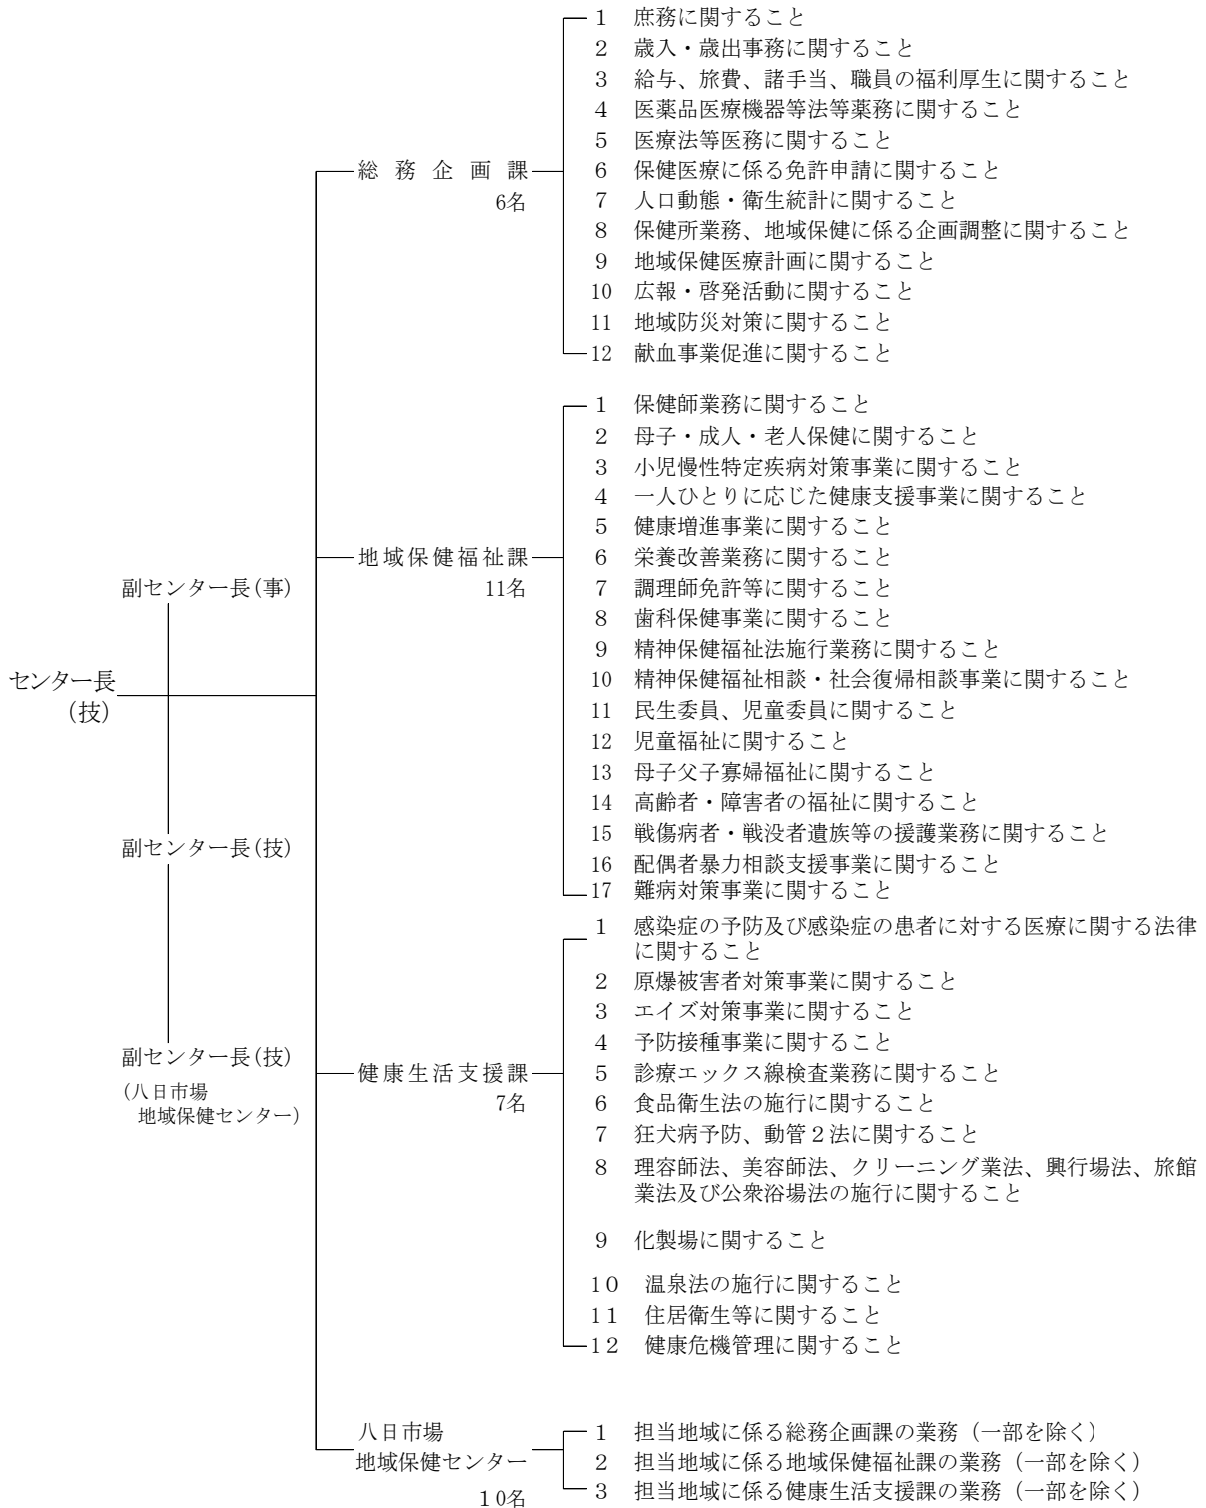 センター長
(技)
副センター長(事)
副センター長(技)
副センター長(技)
(八日市場
地域保健センター)
総務企画課
6名
1 庶務に関すること
2 歳入・歳出事務に関すること
3 給与、旅費、諸手当、職員の福利厚生に関すること
4 医薬品医療機器等法等薬務に関すること
5 医療法等医務に関すること
6 保健医療に係る免許申請に関すること
7 人口動態・衛生統計に関すること
8 保健所業務、地域保健に係る企画調整に関すること
9 地域保健医療計画に関すること
10 広報・啓発活動に関すること
11 地域防災対策に関すること
12 献血事業促進に関すること
地域保健福祉課
11名
1 保健師業務に関すること
2 母子・成人・老人保健に関すること
3 小児慢性特定疾病対策事業に関すること
4 一人ひとりに応じた健康支援事業に関すること
5 健康増進事業に関すること
6 栄養改善業務に関すること
7 調理師免許等に関すること
8 歯科保健事業に関すること
9 精神保健福祉法施行業務に関すること
10 精神保健福祉相談・社会復帰相談事業に関すること
11 民生委員、児童委員に関すること
12 児童福祉に関すること
13 母子父子寡婦福祉に関すること
14 高齢者・障害者の福祉に関すること
15 戦傷病者・戦没者遺族等の援護業務に関すること
16 配偶者暴力相談支援事業に関すること
17 難病対策事業に関すること
健康生活支援課
7名
1 感染症の予防及び感染症の患者に対する医療に関する法律
に関すること
2 原爆被害者対策事業に関すること
3 エイズ対策事業に関すること
4 予防接種事業に関すること
5 診療エックス線検査業務に関すること
6 食品衛生法の施行に関すること
7 狂犬病予防、動管２法に関すること
8 理容師法、美容師法、クリーニング業法、興行場法、旅館
業法及び公衆浴場法の施行に関すること
9 化製場に関すること
10 温泉法の施行に関すること
11 住居衛生等に関すること
12 健康危機管理に関すること
八日市場
地域保健センター
10名
1 担当地域に係る総務企画課の業務（一部を除く）
2 担当地域に係る地域保健福祉課の業務（一部を除く）
3 担当地域に係る健康生活支援課の業務（一部を除く）